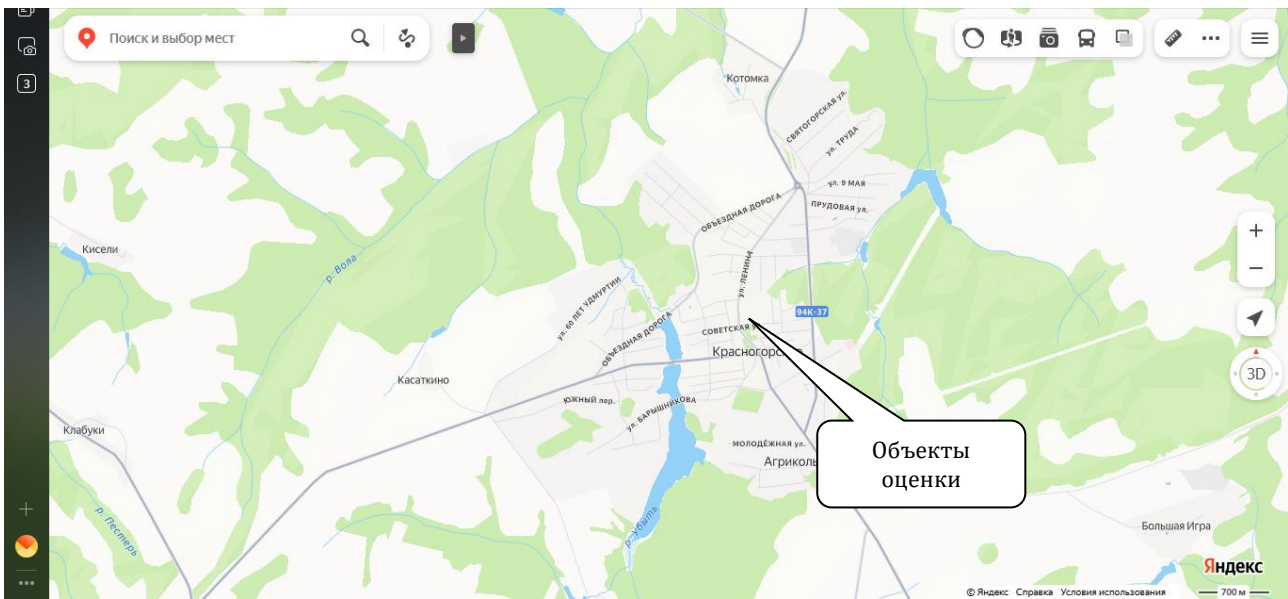 3
Поиск и выбор мест
Котомка
СВЯТОГОРСКАЯ ул.
ул. ТРУДА
ул. 9 МАЯ
ПРУДОВАЯ ул.
ОБЪЕЗДНАЯ ДОРОГА
Кисели
р. Вола
ул. ЛЕНИНА
ул. 60 ЛЕТ УДМУРТИИ
94К-37
ОБЪЕЗДНАЯ ДОРОГА
СОВЕТСКАЯ
Красногорс
3D
Касаткино
ЮЖНЫЙ пер.
ул. БАРЫШНИКОВА
Клабуки
МОЛОДЁЖНАЯ ул.
Агриколь
Объекты
оценки
р. Пестерь
р. Убыть
Большая Игра
Яндекс
© Яндекс Справка Условия использования
700 м